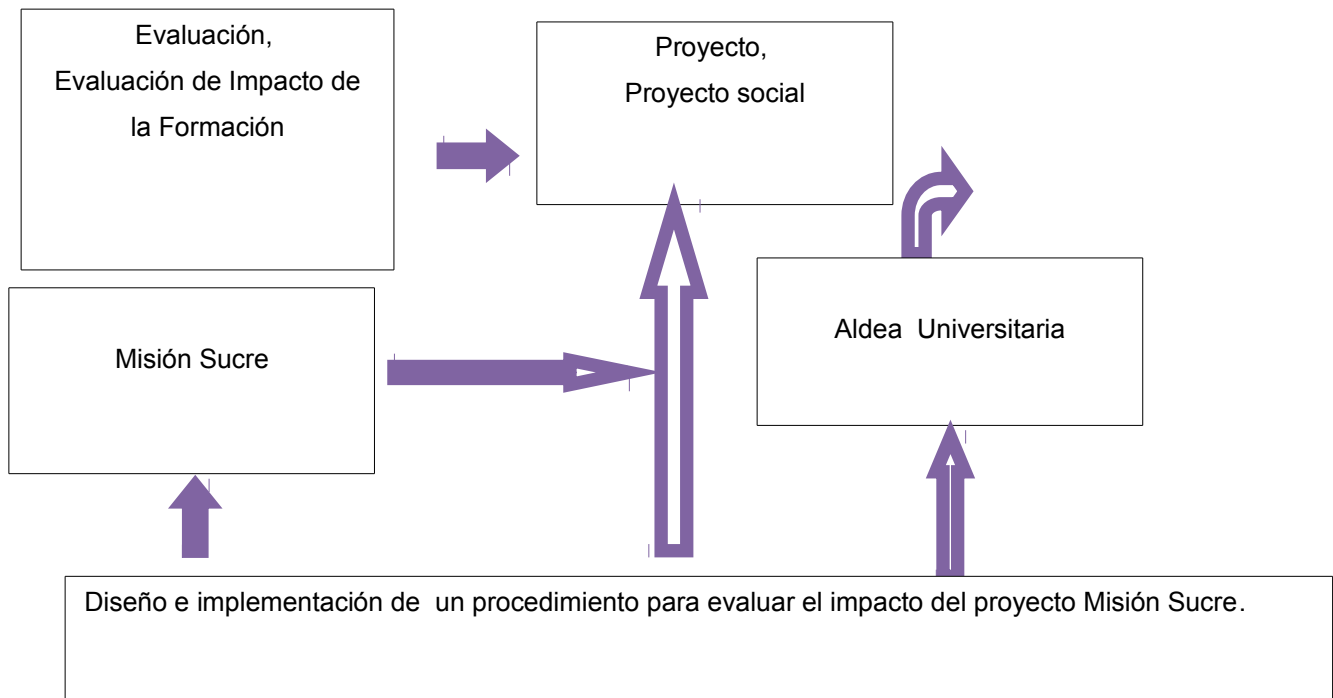 Evaluación,
Evaluación de Impacto de
la Formación
Proyecto,
Proyecto social
Misión Sucre
Aldea  Universitaria
Diseño e implementación de  un procedimiento para evaluar el impacto del proyecto Misión Sucre.